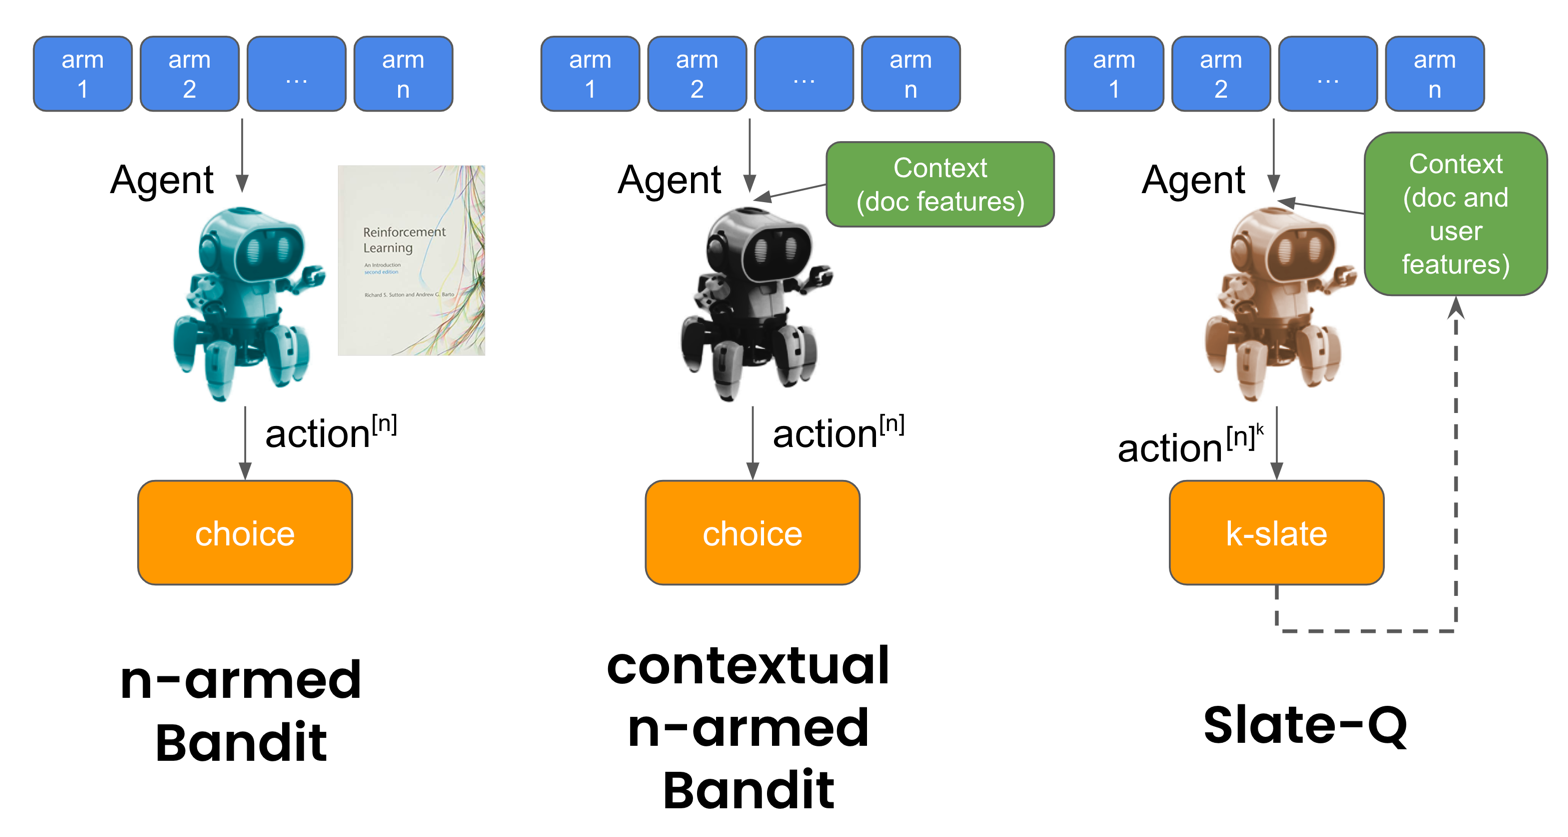 arm
1
arm
2
...
arm
n
Agent
Reinforcement
Learning
An Introduction
second edition
Richard S. Sutton and Andrew G. Barto
action[n]
choice
n-armed
Bandit
arm
1
arm
2
...
arm
n
Agent
Context
(doc features)
action[n]
choice
contextual
n-armed
Bandit
arm
1
arm
2
...
arm
n
Agent
Context
(doc and
user
features)
action[n]k
k-slate
Slate-Q